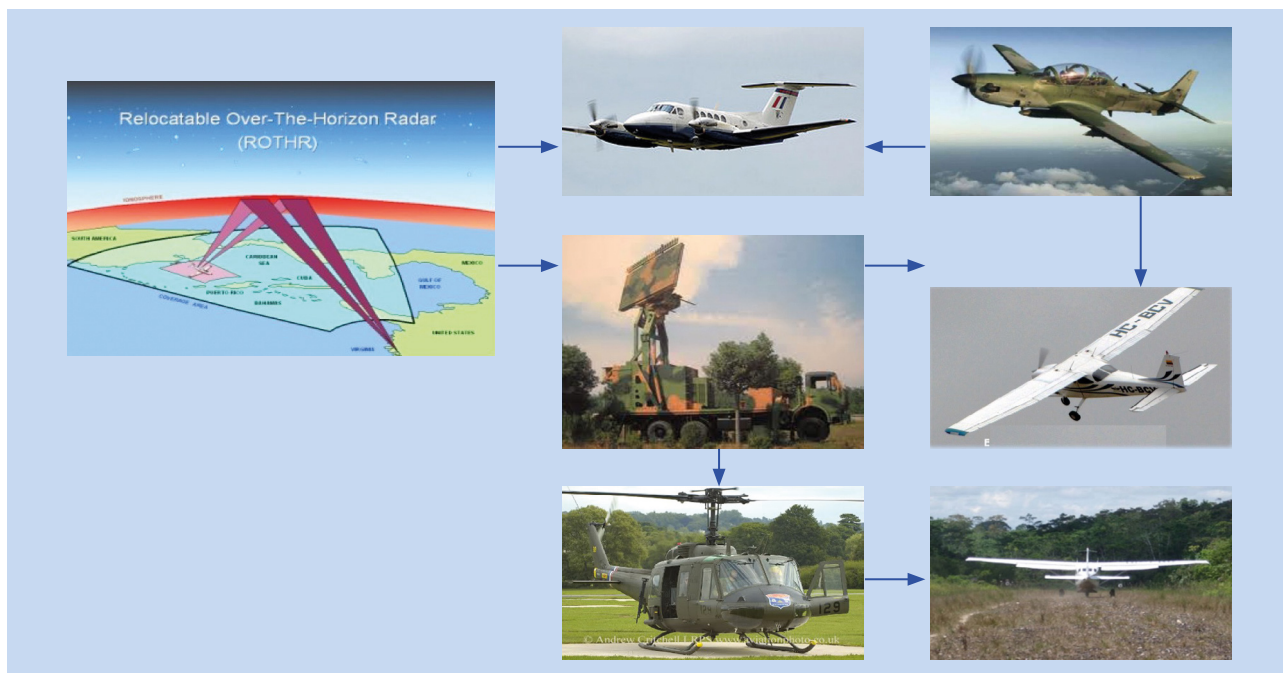 Relocatable Over-The-Horizon Radar
(ROTHR)
IONOSPHERE
SOUTH AMERICA
CARIBBEAN
SEA
MEXICO
CUBA
GULF OF
MEXICO
PUERTO RICO
BAHAMAS
COVERAGE AREA
UNITED STATES
VIRGINIA
HC-BCV
HC-BCV
E
129
© Andrew Critchell LRPS www.aviationphoto.co.uk